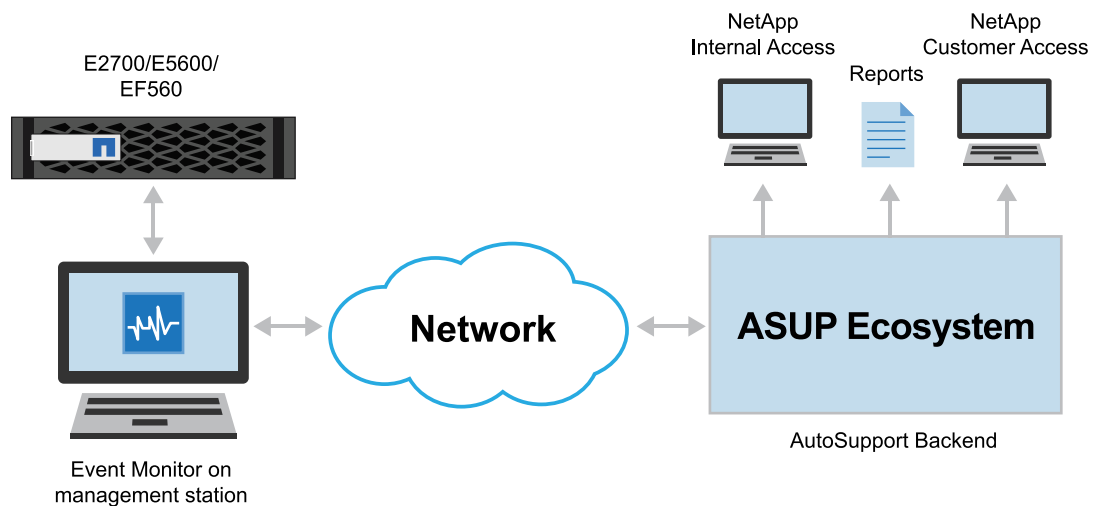 E2700/E5600/
EF560
NetApp
Internal Access
Reports
NetApp
Customer Access
Network
ASUP Ecosystem
AutoSupport Backend
Event Monitor on
management station